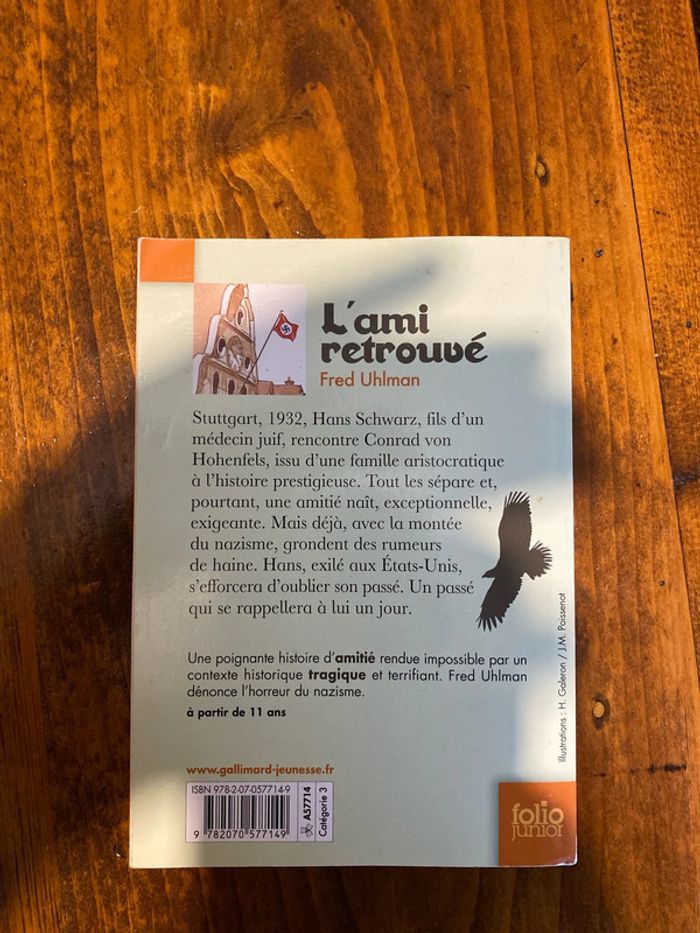 L'ami
retrouvé
Fred Uhlman
Stuttgart, 1932, Hans Schwarz, fils d'un
médecin juif, rencontre Conrad von
Hohenfels, issu d'une famille aristocratique
à l'histoire prestigieuse. Tout les sépare et,
pourtant, une amitié naît, exceptionnelle,
exigeante. Mais déjà, avec la montée
du nazisme, grondent des rumeurs
de haine. Hans, exilé aux États-Unis,
s'efforcera d'oublier son passé. Un passé
qui se rappellera à lui un jour.
Illustrations : H. Galeron / J.M. Poissenot
Une poignante histoire d'amitié rendue impossible par un
contexte historique tragique et terrifiant. Fred Uhlman
dénonce l'horreur du nazisme.
à partir de 11 ans
www.gallimard-jeunesse.fr
ISBN 978-2-07-057714-9
9 782070 577149
A57714
Catégorie 3
folio
junior